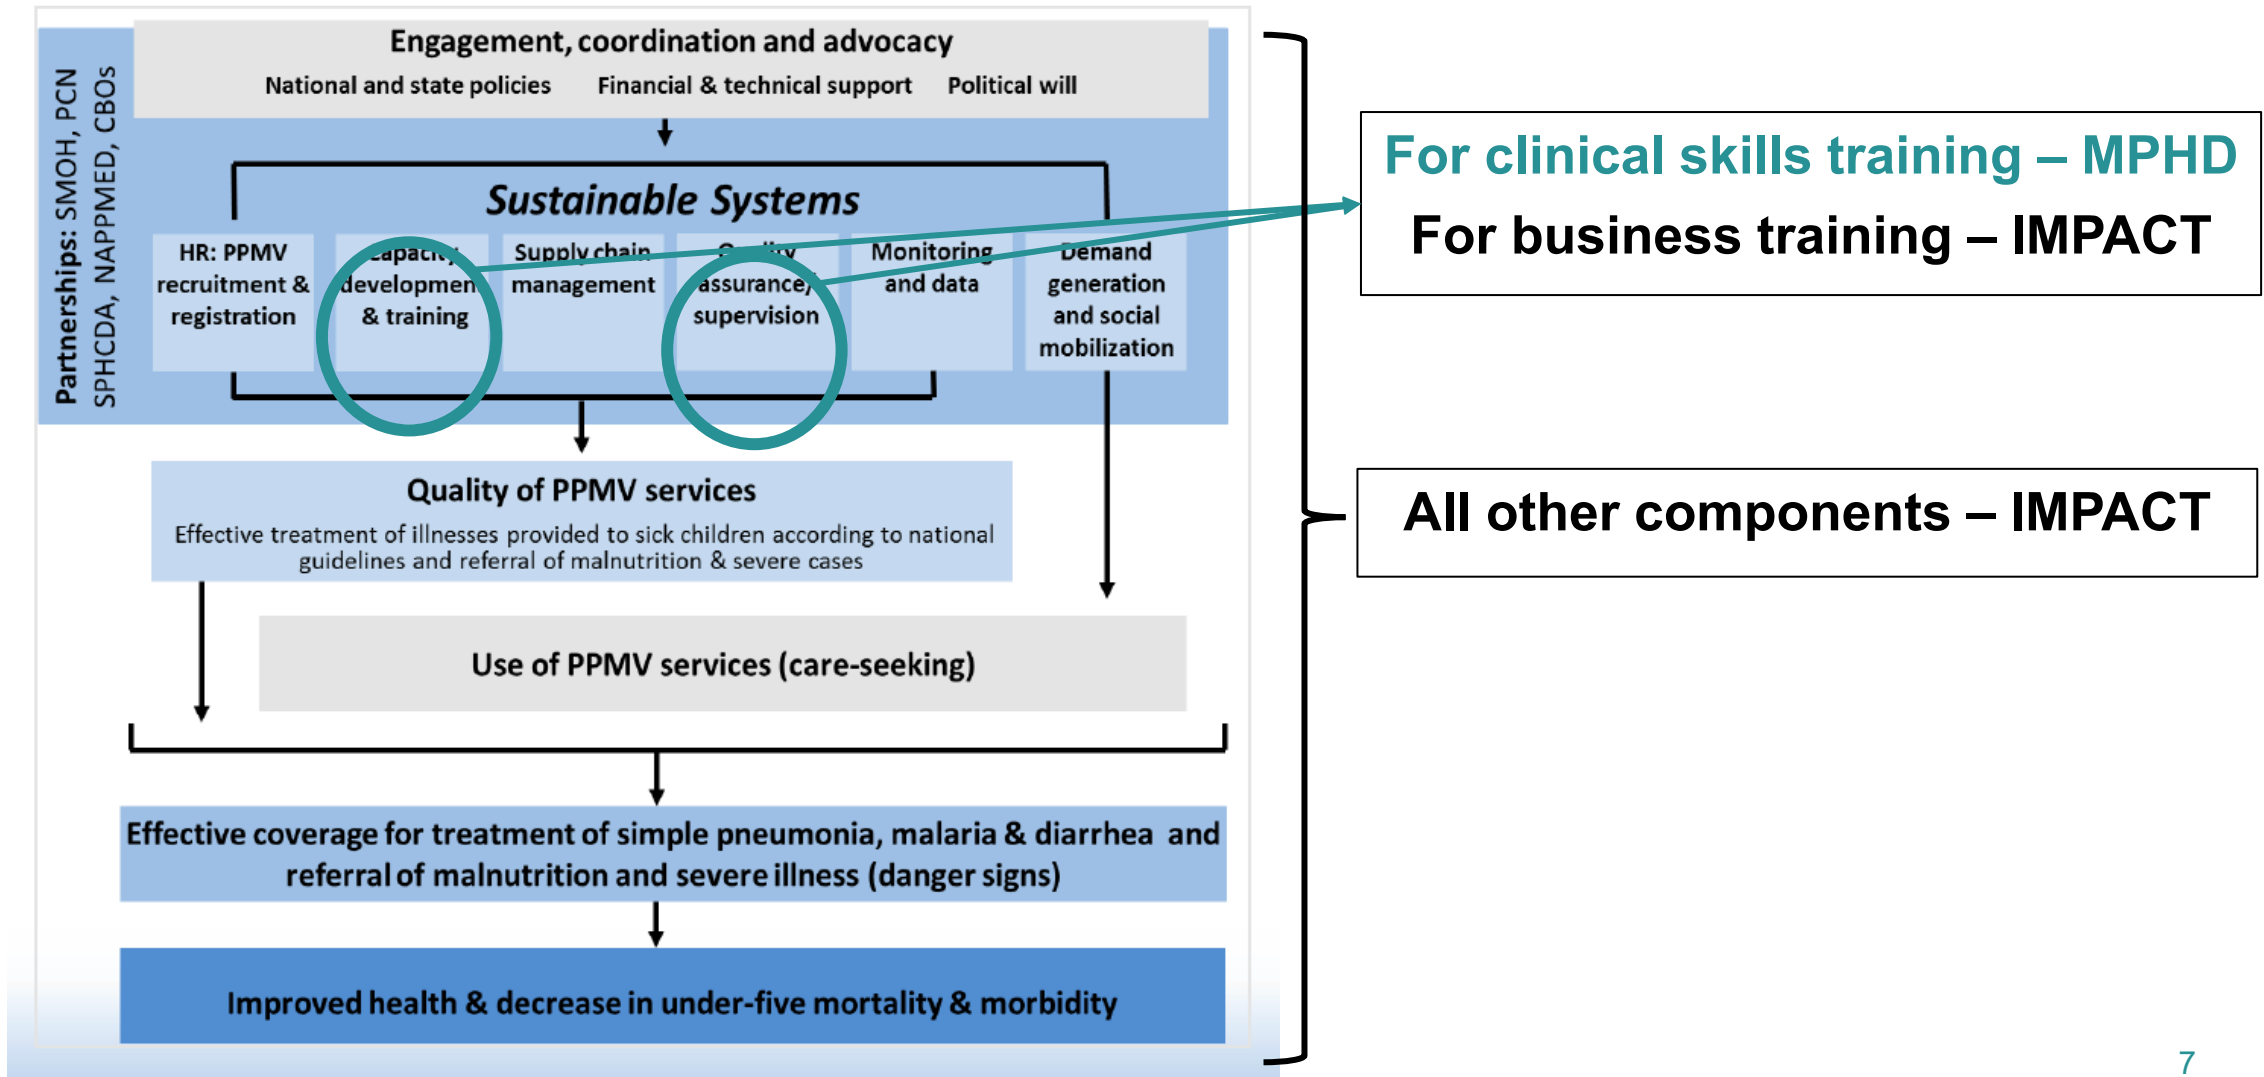 Engagement, coordination and advocacy
National and state policies Financial & technical support Political will
Partnerships: SMOH, PCN
SPHCDA, NAPPMED, CBOs
Sustainable Systems
HR: PPMV
recruitment &
registration
Capacity
development
& training
Supply chain
management
Quality
assurance/
supervision
Monitoring
and data
Demand
generation
and social
mobilization
Quality of PPMV services
Effective treatment of illnesses provided to sick children according to national
guidelines and referral of malnutrition & severe cases
Use of PPMV services (care-seeking)
Effective coverage for treatment of simple pneumonia, malaria & diarrhea and
referral of malnutrition and severe illness (danger signs)
Improved health & decrease in under-five mortality & morbidity
For clinical skills training – MPHD
For business training – IMPACT
All other components – IMPACT
7